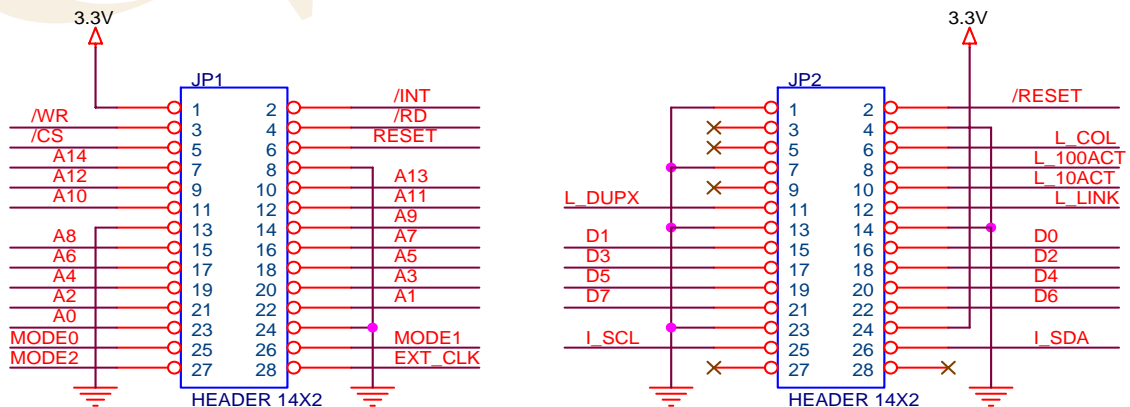 3.3V
JP1
1 2 /INT
/WR 3 4 /RD
/CS 5 6 RESET
A14 7 8
A12 9 10 A13
A10 11 12 A11
13 14 A9
A8 15 16 A7
A6 17 18 A5
A4 19 20 A3
A2 21 22 A1
A0 23 24
MODE0 25 26 MODE1
MODE2 27 28 EXT_CLK
HEADER 14X2
3.3V
JP2
1 2 /RESET
3 4
5 6 L_COL
7 8 L_100ACT
9 10 L_10ACT
L_DUPX 11 12 L_LINK
13 14
D1 15 16 D0
D3 17 18 D2
D5 19 20 D4
D7 21 22 D6
23 24
I_SCL 25 26 I_SDA
27 28
HEADER 14X2